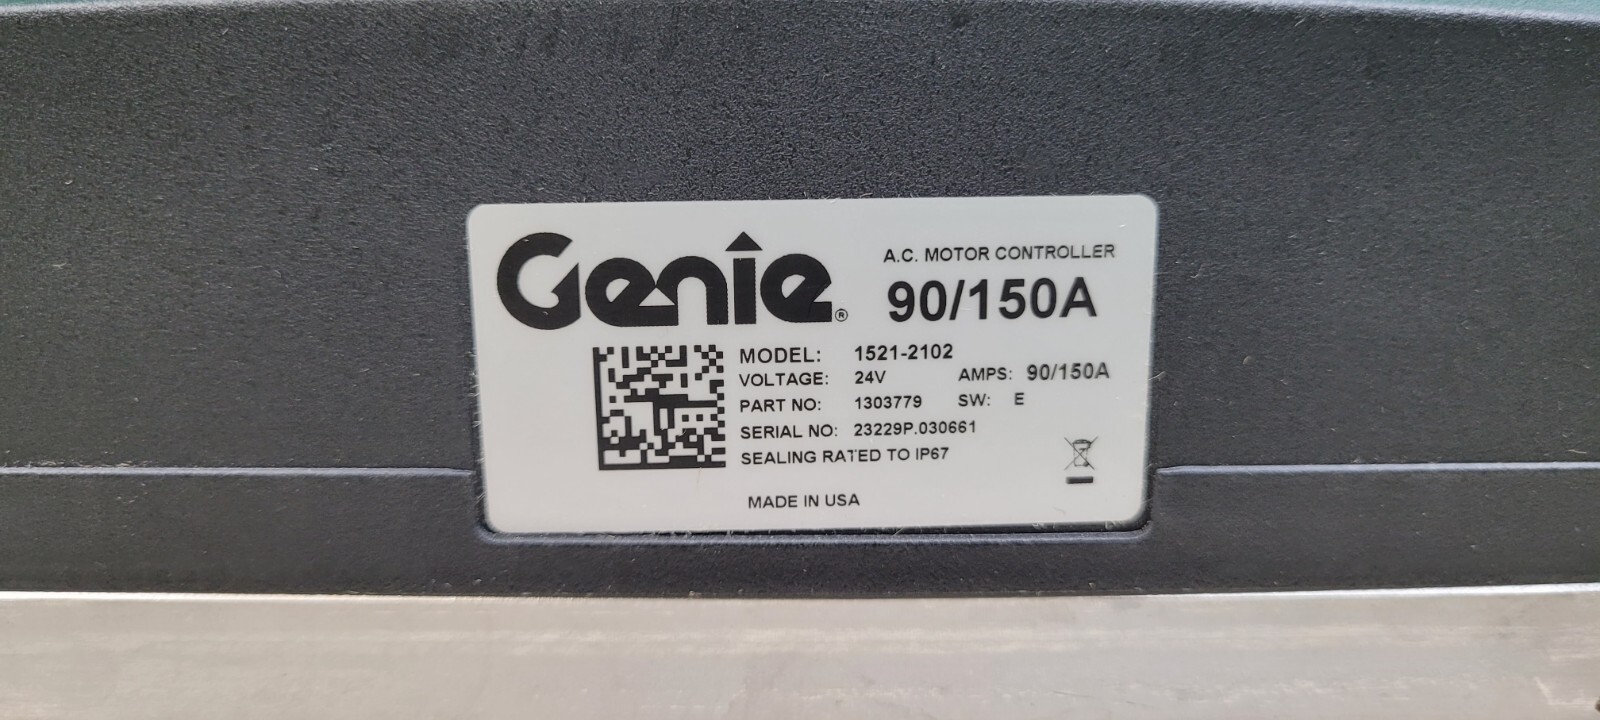 Genie®
A.C. MOTOR CONTROLLER
90/150A
MODEL: 1521-2102
VOLTAGE: 24V AMPS: 90/150A
PART NO: 1303779 SW: E
SERIAL NO: 23229P.030661
SEALING RATED TO IP67
MADE IN USA